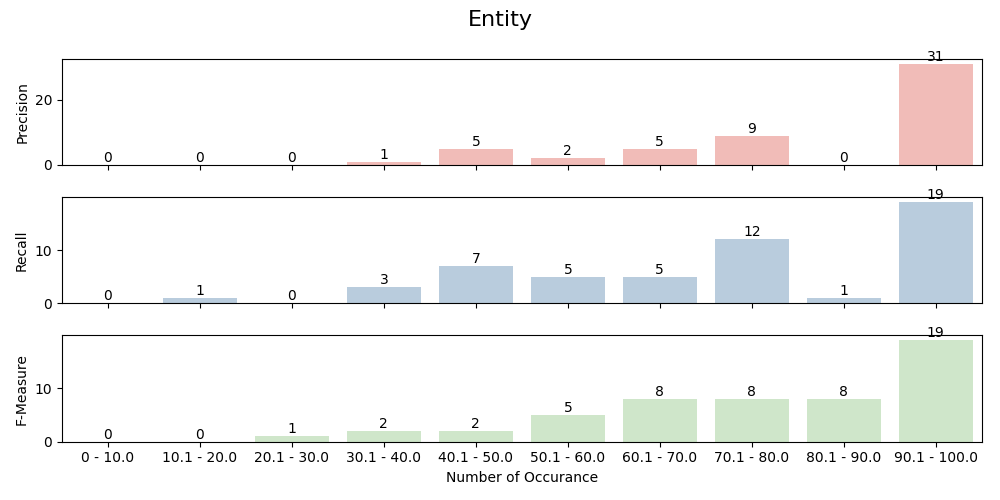 Entity
Precision
20
0
0 0 0 1 5 2 5 9 0 31
Recall
10
0
0 1 0 3 7 5 5 12 1 19
F-Measure
10
0
0 0 1 2 2 5 8 8 8 19
0 - 10.0 10.1 - 20.0 20.1 - 30.0 30.1 - 40.0 40.1 - 50.0 50.1 - 60.0 60.1 - 70.0 70.1 - 80.0 80.1 - 90.0 90.1 - 100.0
Number of Occurance